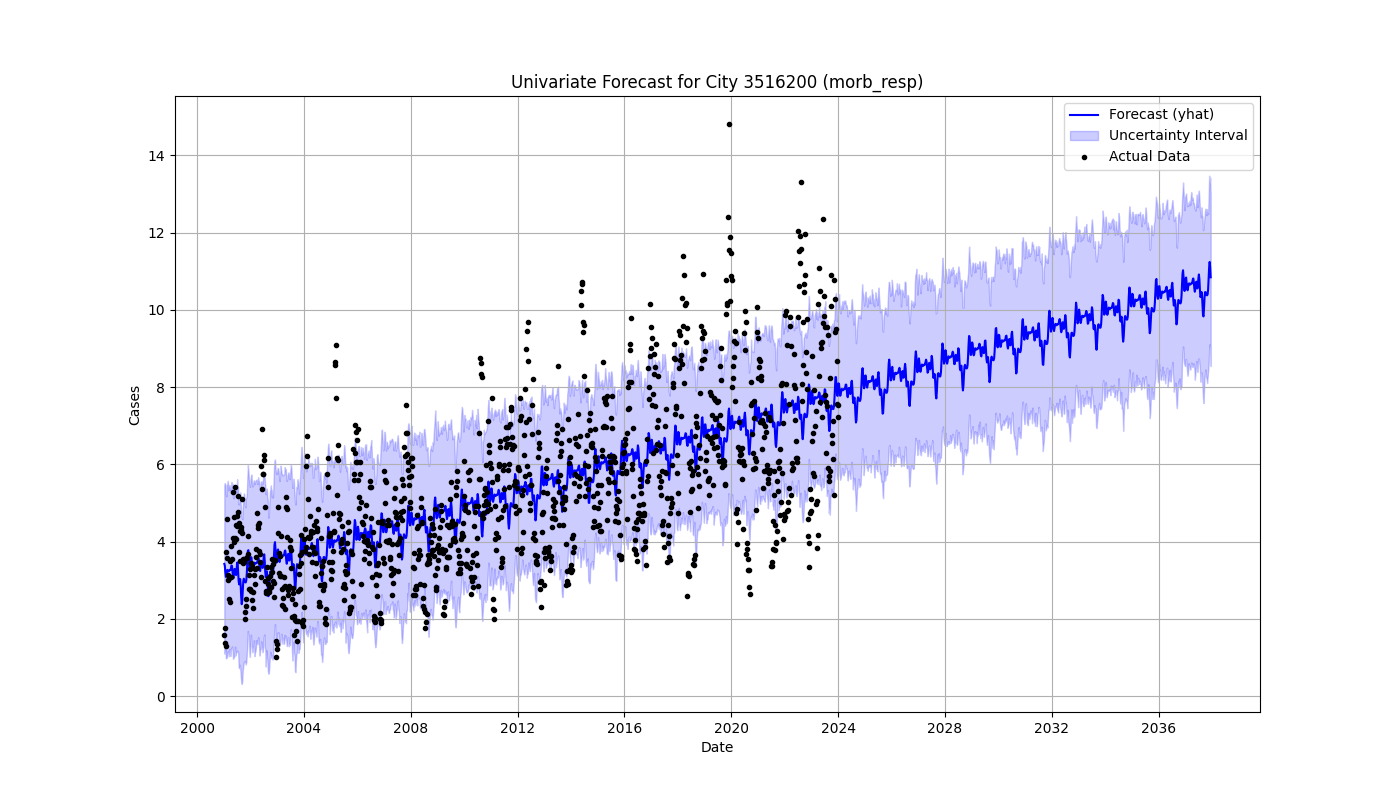 Univariate Forecast for City 3516200 (morb_resp)
Forecast (yhat)
Uncertainty Interval
Actual Data
14
12
10
8
6
4
2
0
Cases
2000 2004 2008 2012 2016 2020 2024 2028 2032 2036
Date